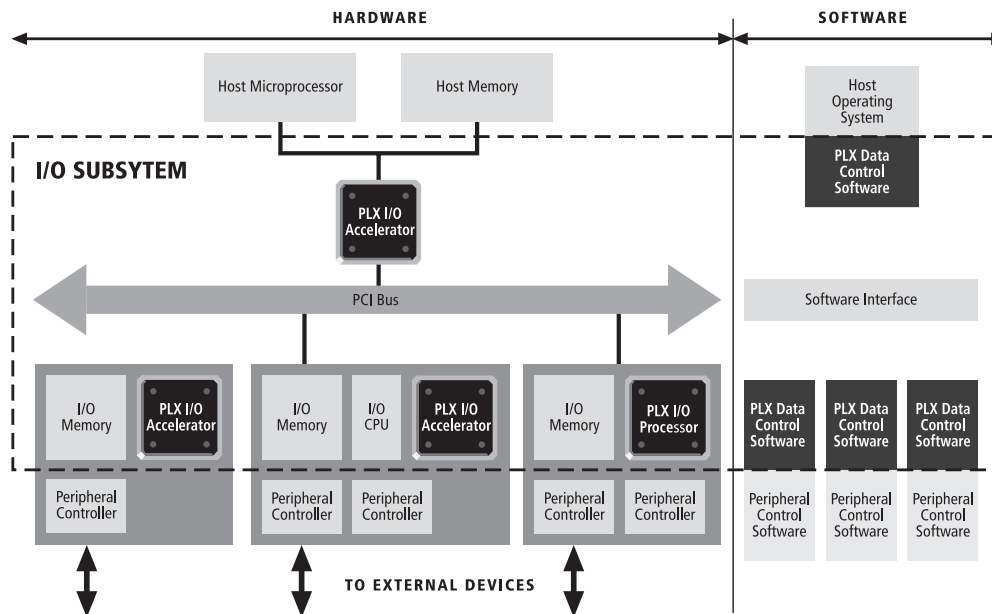 HARDWARE
SOFTWARE
Host Microprocessor
Host Memory
Host
Operating
System
I/O SUBSYTEM
PLX Data
Control
Software
PLX I/O
Accelerator
PCI Bus
Software Interface
I/O
Memory
PLX I/O
Accelerator
I/O
Memory
I/O
CPU
PLX I/O
Accelerator
I/O
Memory
PLX I/O
Processor
PLX Data
Control
Software
PLX Data
Control
Software
PLX Data
Control
Software
Peripheral
Controller
Peripheral
Controller
Peripheral
Controller
Peripheral
Controller
Peripheral
Controller
Peripheral
Control
Software
Peripheral
Control
Software
Peripheral
Control
Software
TO EXTERNAL DEVICES